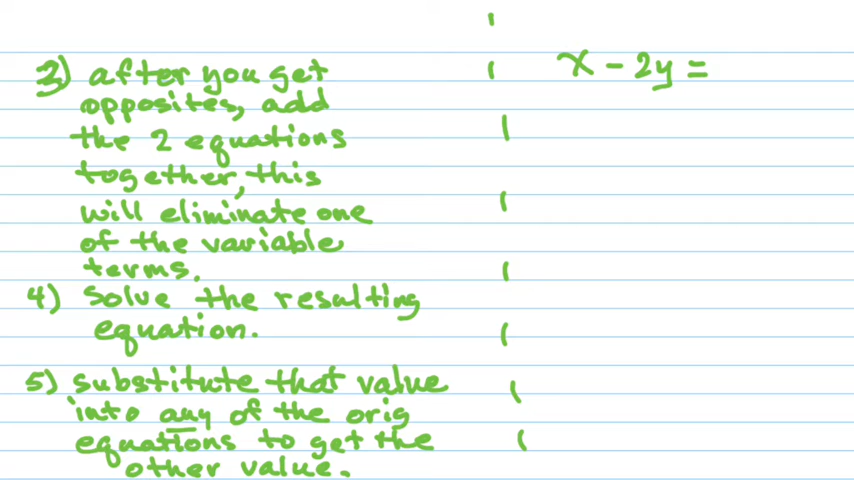 3) after you get
opposites, add
the 2 equations
together, this
will eliminate one
of the variable
terms.
4) Solve the resulting
equation.
5) substitute that value
into any of the orig
equations to get the
other value.
x - 2y =